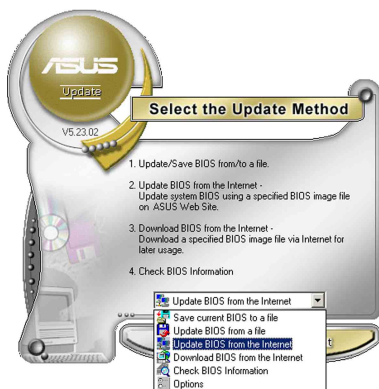 ASUS
Update
V5.23.02
Select the Update Method
1. Update/Save BIOS from/to a file.
2. Update BIOS from the Internet -
Update system BIOS using a specified BIOS image file
on ASUS Web Site.
3. Download BIOS from the Internet -
Download a specified BIOS image file via Internet for
later usage.
4. Check BIOS Information
Update BIOS from the Internet
Save current BIOS to a file
Update BIOS from a file
Update BIOS from the Internet
Download BIOS from the Internet
Check BIOS Information
Options